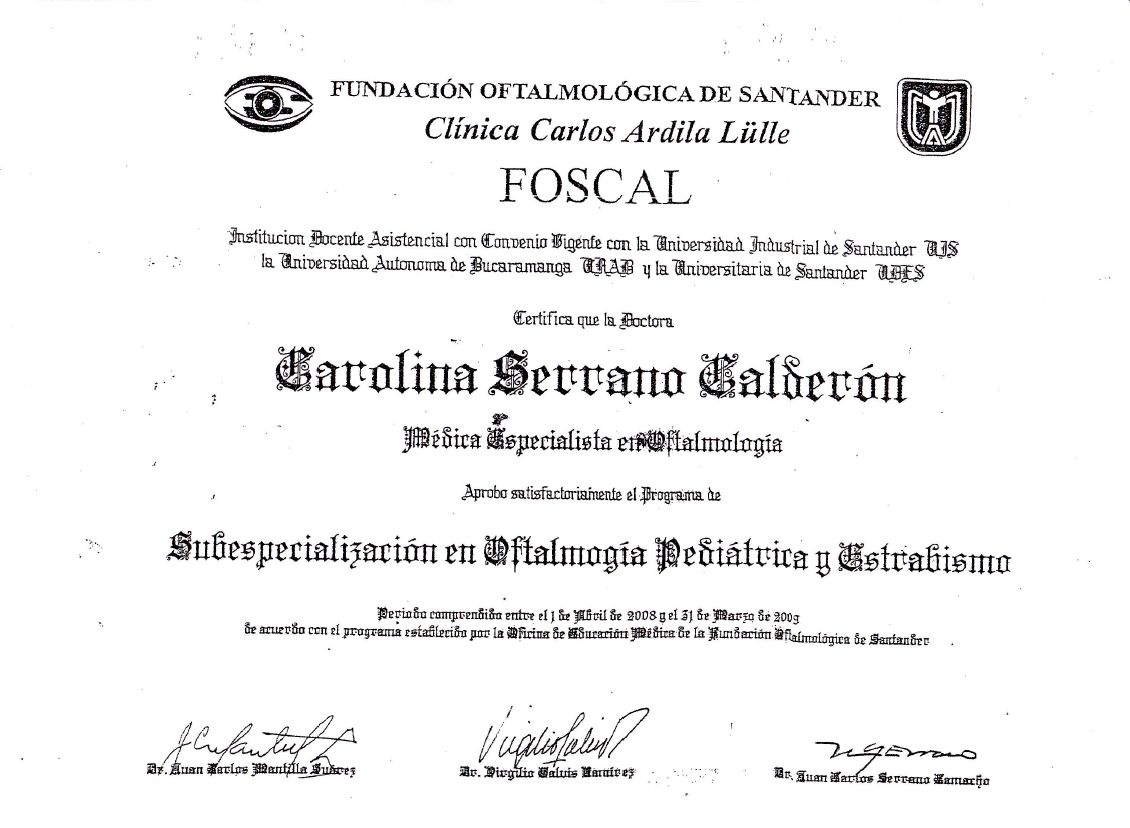 FUNDACIÓN OFTALMOLÓGICA DE SANTANDER
Clínica Carlos Ardila Lülle
FOSCAL
Institucion Docente Asistencial con Convenio Vigente con la Universidad Industrial de Santander UIS
la Universidad Autonoma de Bucaramanga UNAB y la Universitaria de Santander UDES
Certifica que la Doctora
Carolina Serrano Calderón
Médica Especialista en Oftalmología
Aprobo satisfactoriamente el Programa de
Subespecialización en Oftalmogía Pediátrica y Estrabismo
Periodo comprendido entre el 1 de Abril de 2008 y el 31 de Marzo de 2009
de acuerdo con el programa establecido por la Oficina de Educación Médica de la Fundación Oftalmológica de Santander
Dr. Juan Carlos Mantilla Suárez
Dr. Virgilio Galvis Ramírez
Dr. Juan Carlos Serrano Camacho